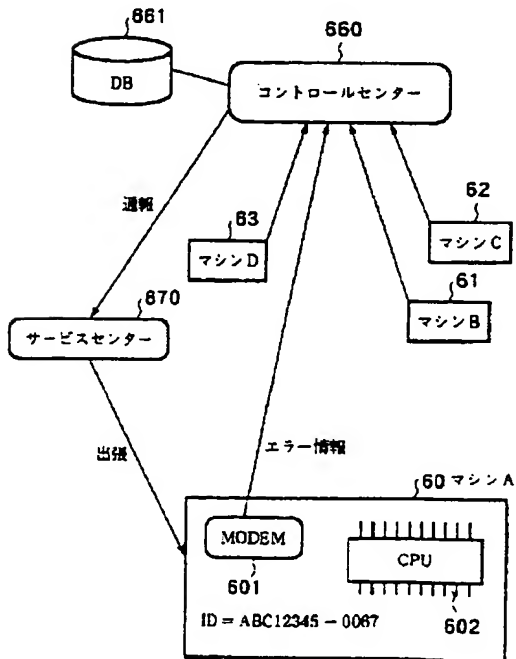 661
DB
660
コントロールセンター
通報
63
マシンD
62
マシンC
61
マシンB
670
サービスセンター
出張
エラー情報
60 マシンA
MODEM
601
CPU
602
ID = ABC12345-0067